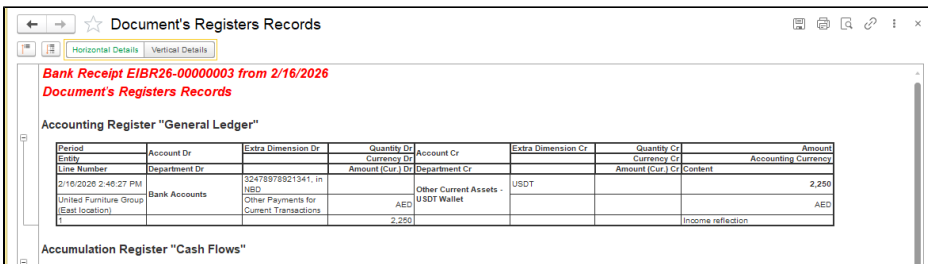 Document's Registers Records
Horizontal Details Vertical Details
Bank Receipt EIBR26-00000003 from 2/16/2026
Document's Registers Records
Accounting Register "General Ledger"
Period Account Dr Extra Dimension Dr Quantity Dr Account Cr Extra Dimension Cr Quantity Cr Amount
Entity Currency Dr Currency Cr Accounting Currency
Line Number Department Dr Amount (Cur.) Dr Department Cr Amount (Cur.) Cr Content
2/16/2026 2:46:27 PM Bank Accounts 32478978921341, in NBD Other Current Assets - USDT Wallet USDT 2,250
United Furniture Group (East location) Other Payments for Current Transactions AED AED
1 2,250 Income reflection
Accumulation Register "Cash Flows"